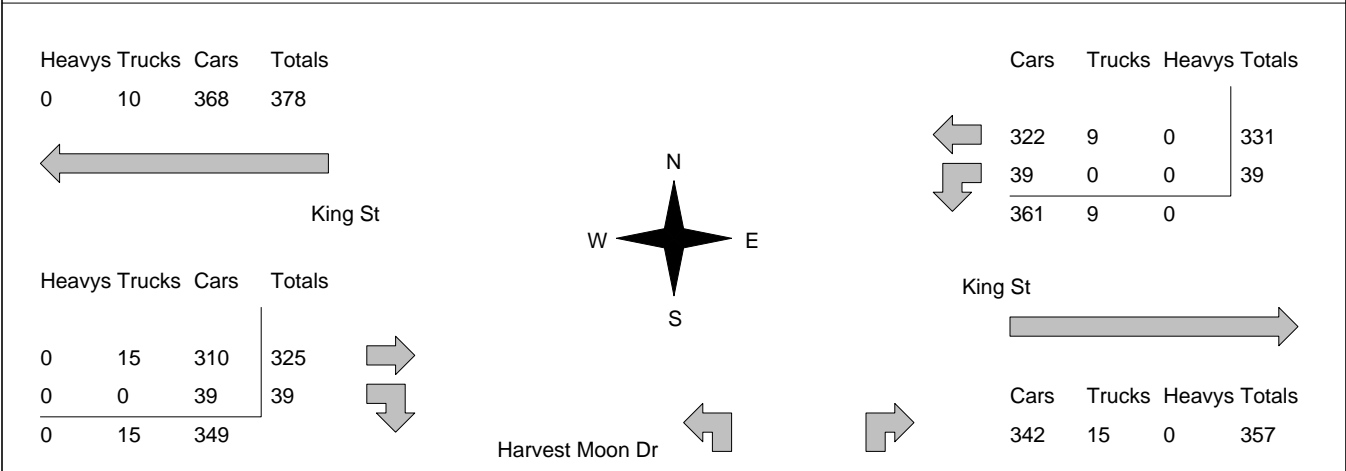 Heavys Trucks Cars Totals
0 10 368 378
King St
Heavys Trucks Cars Totals
0 15 310 325
0 0 39 39
0 15 349
N
W E
S
Harvest Moon Dr
Cars Trucks Heavys Totals
322 9 0 331
39 0 0 39
361 9 0
King St
Cars Trucks Heavys Totals
342 15 0 357